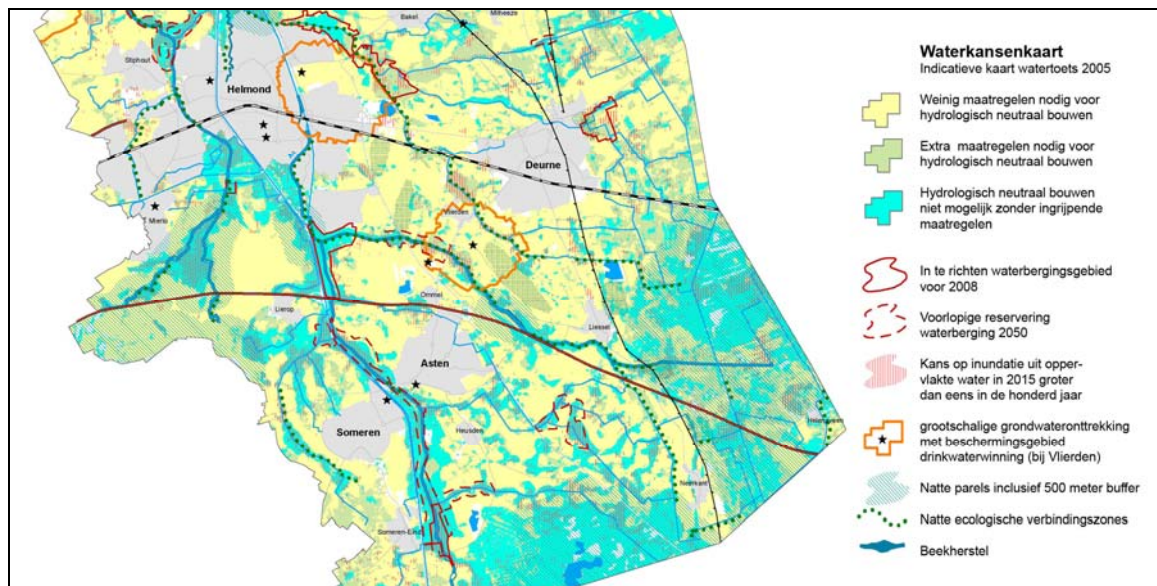 Bakel
Milheeze
Stiphout
Helmond
Deurne
Mierlo
Vlierden
Ommel
Lierop
Liessel
Asten
Someren
Heusden
Helenaveen
Neerkant
Someren-Eind
Waterkansenkaart
Indicatieve kaart watertoets 2005
Weinig maatregelen nodig voor
hydrologisch neutraal bouwen
Extra maatregelen nodig voor
hydrologisch neutraal bouwen
Hydrologisch neutraal bouwen
niet mogelijk zonder ingrijpende
maatregelen
In te richten waterbergingsgebied
voor 2008
Voorlopige reservering
waterberging 2050
Kans op inundatie uit opper-
vlakte water in 2015 groter
dan eens in de honderd jaar
grootschalige grondwateronttrekking
met beschermingsgebied
drinkwaterwinning (bij Vlierden)
Natte parels inclusief 500 meter buffer
Natte ecologische verbindingszones
Beekherstel